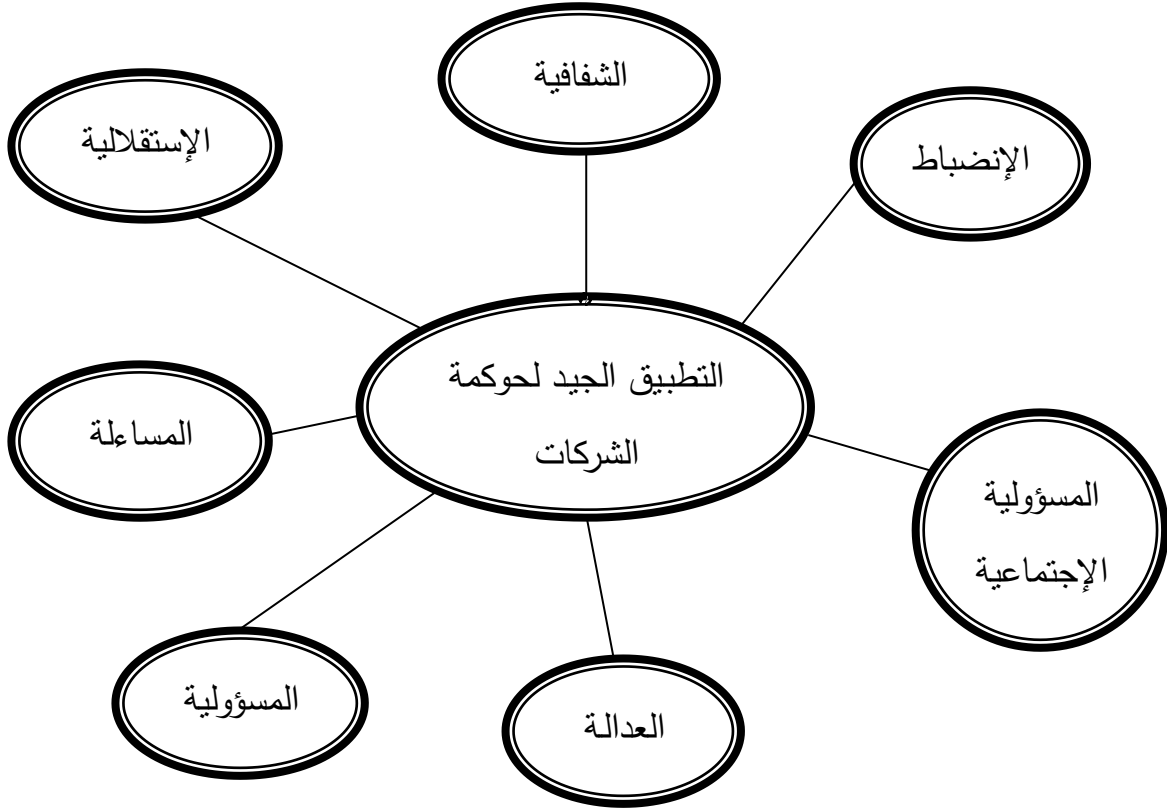 الشفافية
الإستقلالية
الإنضباط
التطبيق الجيد لحوكمة
الشركات
المساءلة
المسؤولية
الإجتماعية
المسؤولية
العدالة